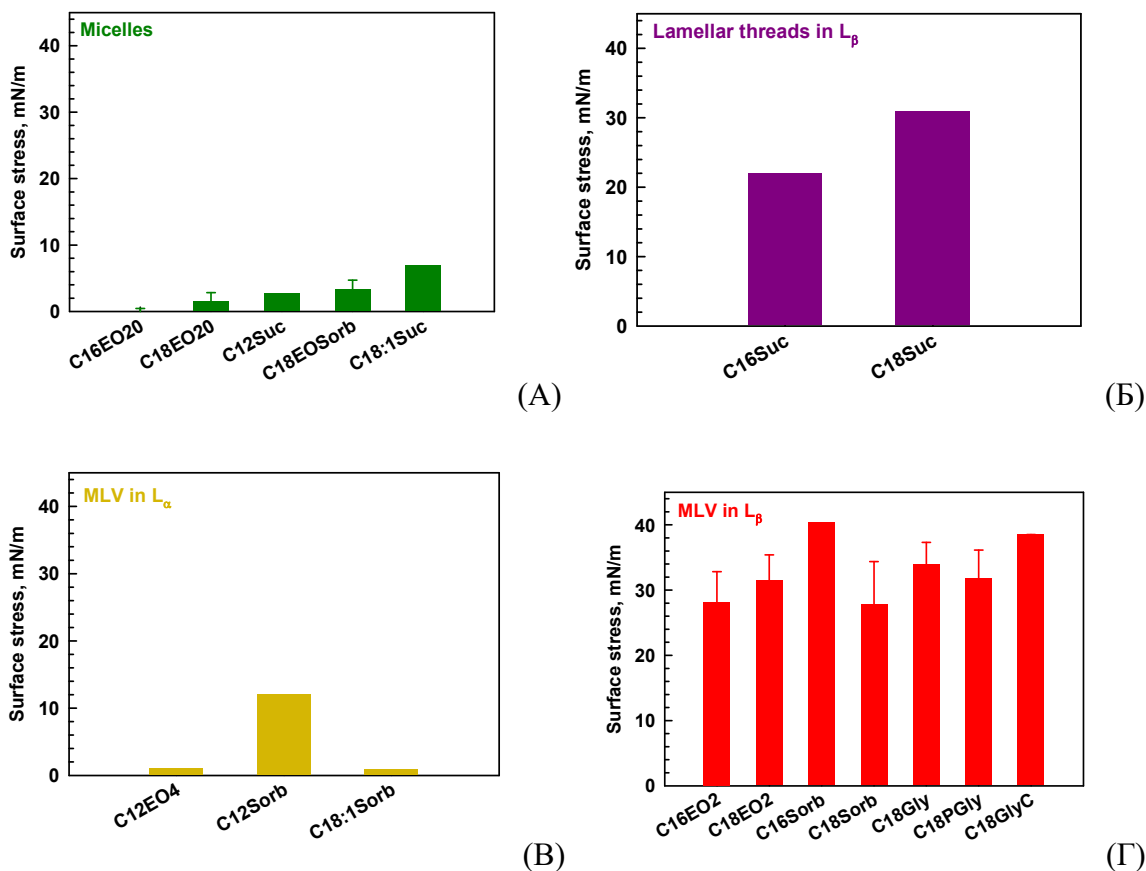 Micelles
Surface stress, mN/m
40
30
20
10
0
C16EO20
C18EO20
C12Suc
C18EOSorb
C18:1Suc
(А)
Lamellar threads in Lβ
Surface stress, mN/m
40
30
20
10
0
C16Suc
C18Suc
(Б)
MLV in Lα
Surface stress, mN/m
40
30
20
10
0
C12EO4
C12Sorb
C18:1Sorb
(В)
MLV in Lβ
Surface stress, mN/m
40
30
20
10
0
C16EO2
C18EO2
C16Sorb
C18Sorb
C18Gly
C18PGly
C18GlyC
(Г)